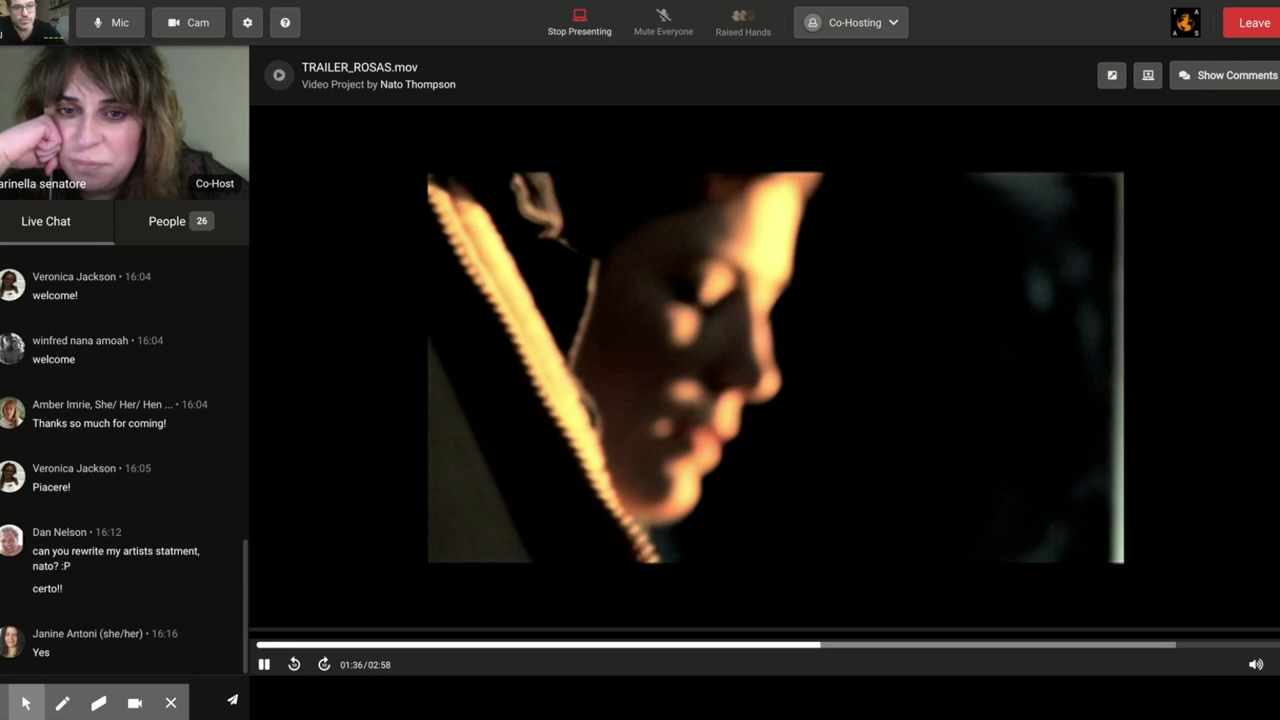 Mic
Cam
Stop Presenting
Mute Everyone
Raised Hands
Co-Hosting
T A
A S
Leave
TRAILER_ROSAS.mov
Video Project by Nato Thompson
Show Comments
arinella senatore
Co-Host
Live Chat
People 26
Veronica Jackson • 16:04
welcome!
winfred nana amoah • 16:04
welcome
Amber Imrie, She/ Her/ Hen ... • 16:04
Thanks so much for coming!
Veronica Jackson • 16:05
Piacere!
Dan Nelson • 16:12
can you rewrite my artists statment,
nato? :P
certo!!
Janine Antoni (she/her) • 16:16
Yes
01:36/02:58